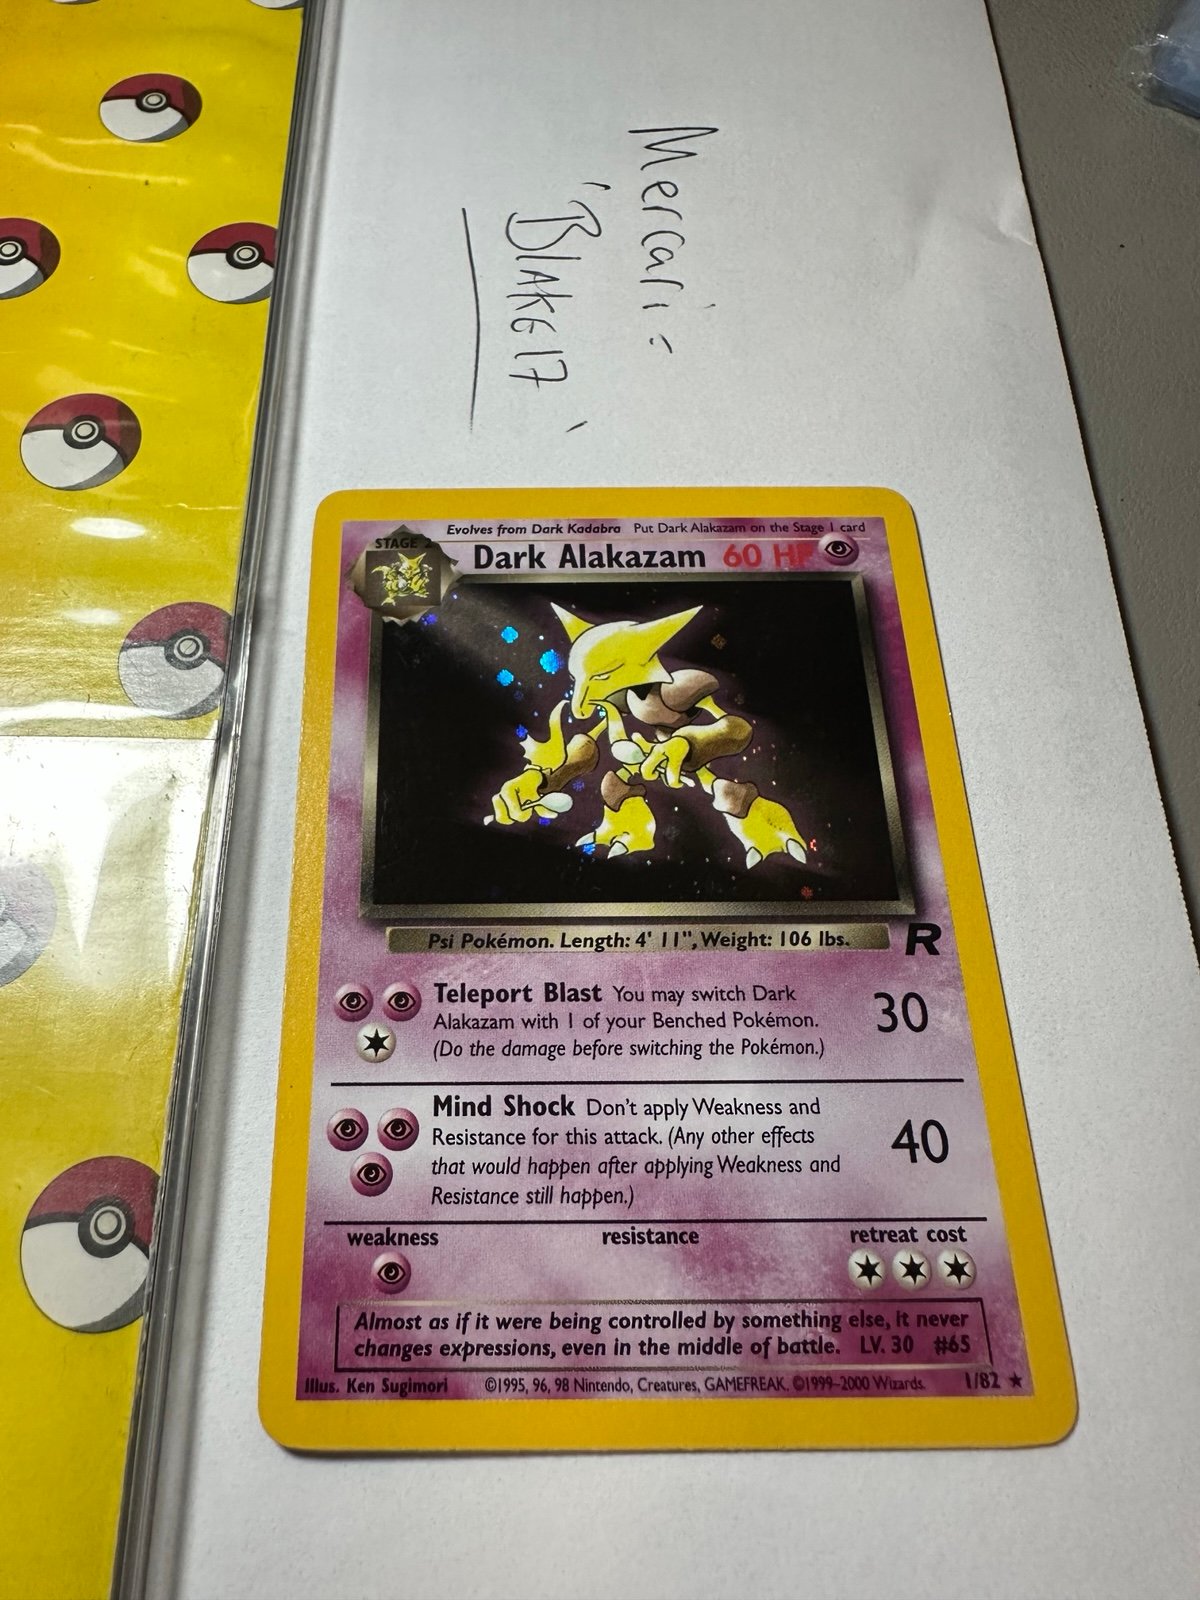 Mercari:
'BLAKE17'
Evolves from Dark Kadabra Put Dark Alakazam on the Stage 1 card
STAGE 2
Dark Alakazam 60 HP
Psi Pokémon. Length: 4' 11", Weight: 106 lbs.
R
Teleport Blast You may switch Dark
Alakazam with 1 of your Benched Pokémon.
(Do the damage before switching the Pokémon.)
30
Mind Shock Don't apply Weakness and
Resistance for this attack. (Any other effects
that would happen after applying Weakness and
Resistance still happen.)
40
weakness resistance retreat cost
Almost as if it were being controlled by something else, it never
changes expressions, even in the middle of battle. LV. 30 #65
Illus. Ken Sugimori ©1995, 96, 98 Nintendo, Creatures, GAMEFREAK. ©1999-2000 Wizards. 1/82 ★